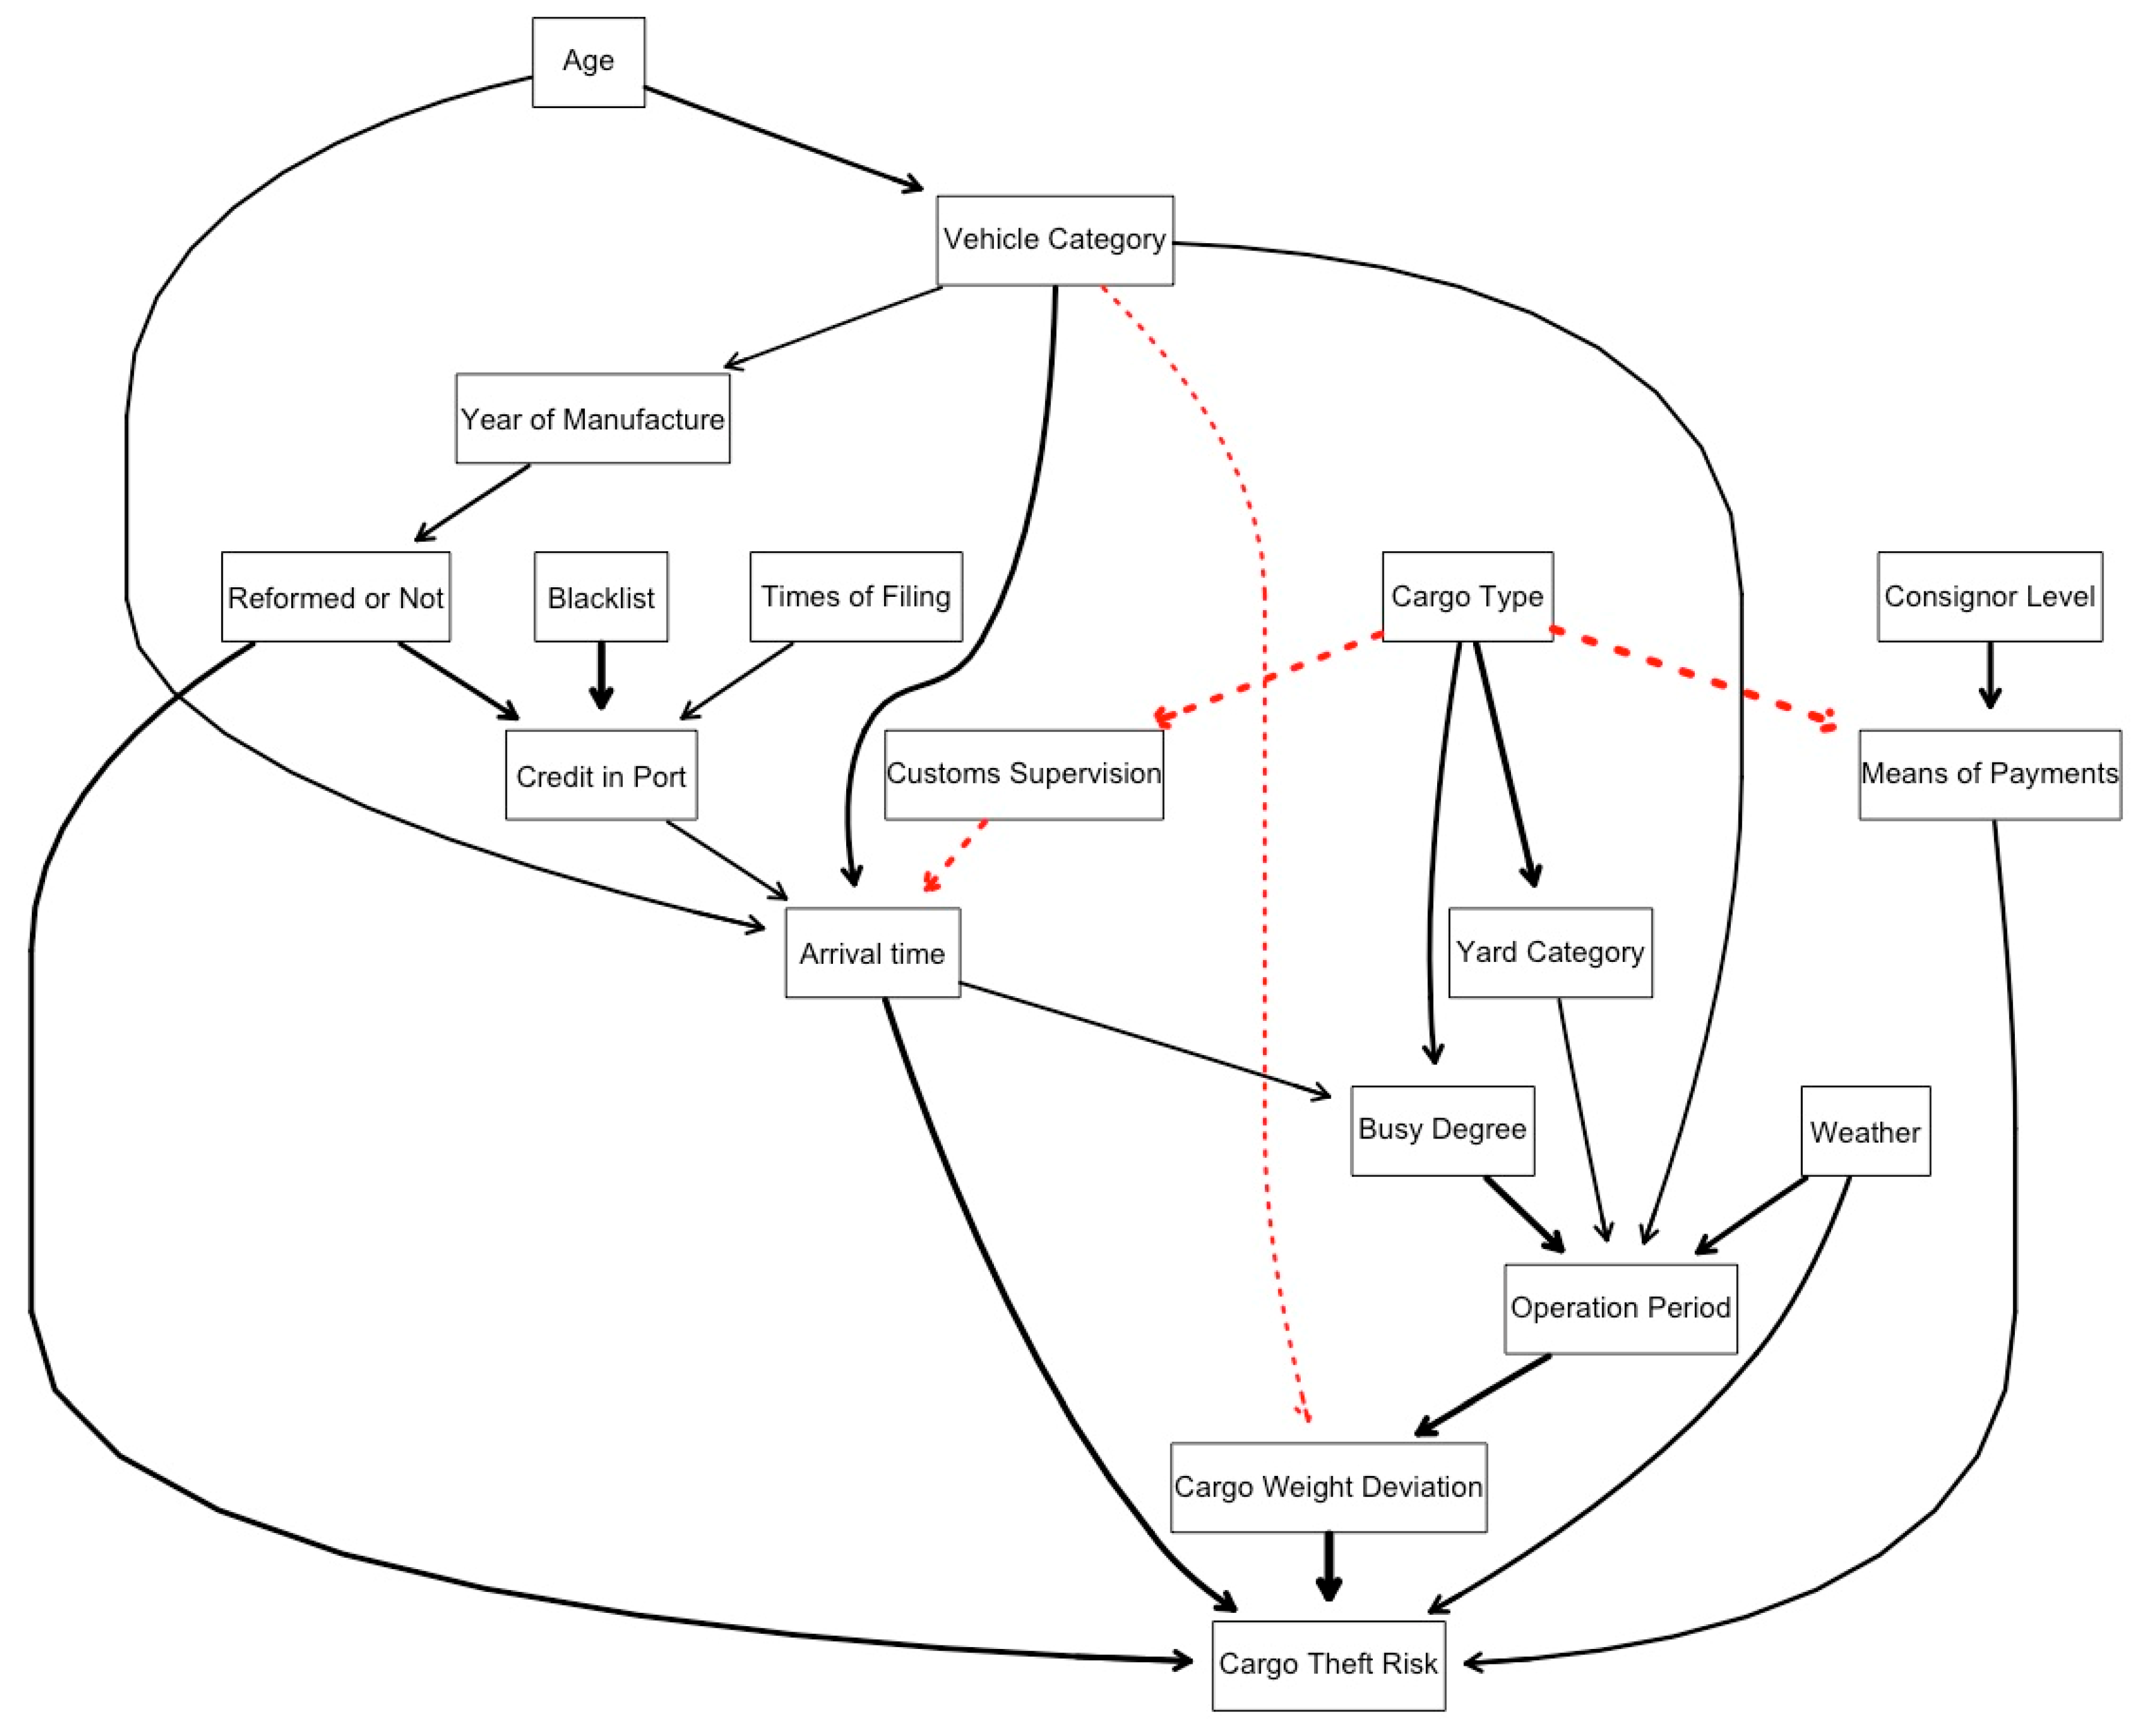 Age
Vehicle Category
Year of Manufacture
Reformed or Not
Blacklist
Times of Filing
Cargo Type
Consignor Level
Credit in Port
Customs Supervision
Means of Payments
Arrival time
Yard Category
Busy Degree
Weather
Operation Period
Cargo Weight Deviation
Cargo Theft Risk